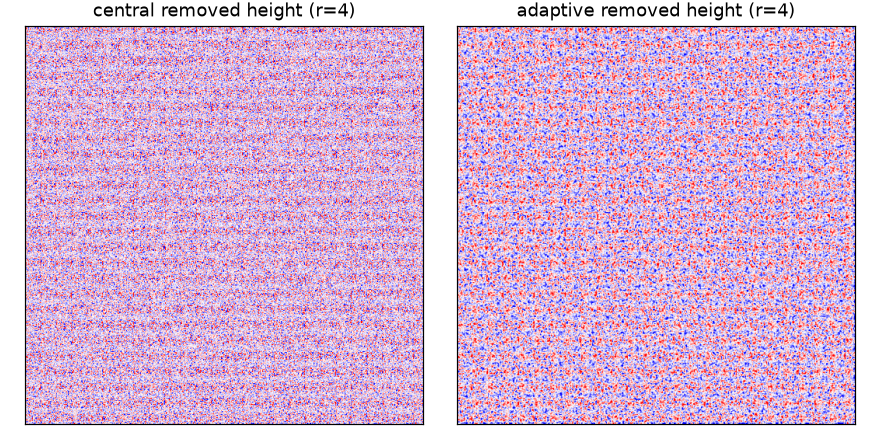 central removed height (r=4)
adaptive removed height (r=4)